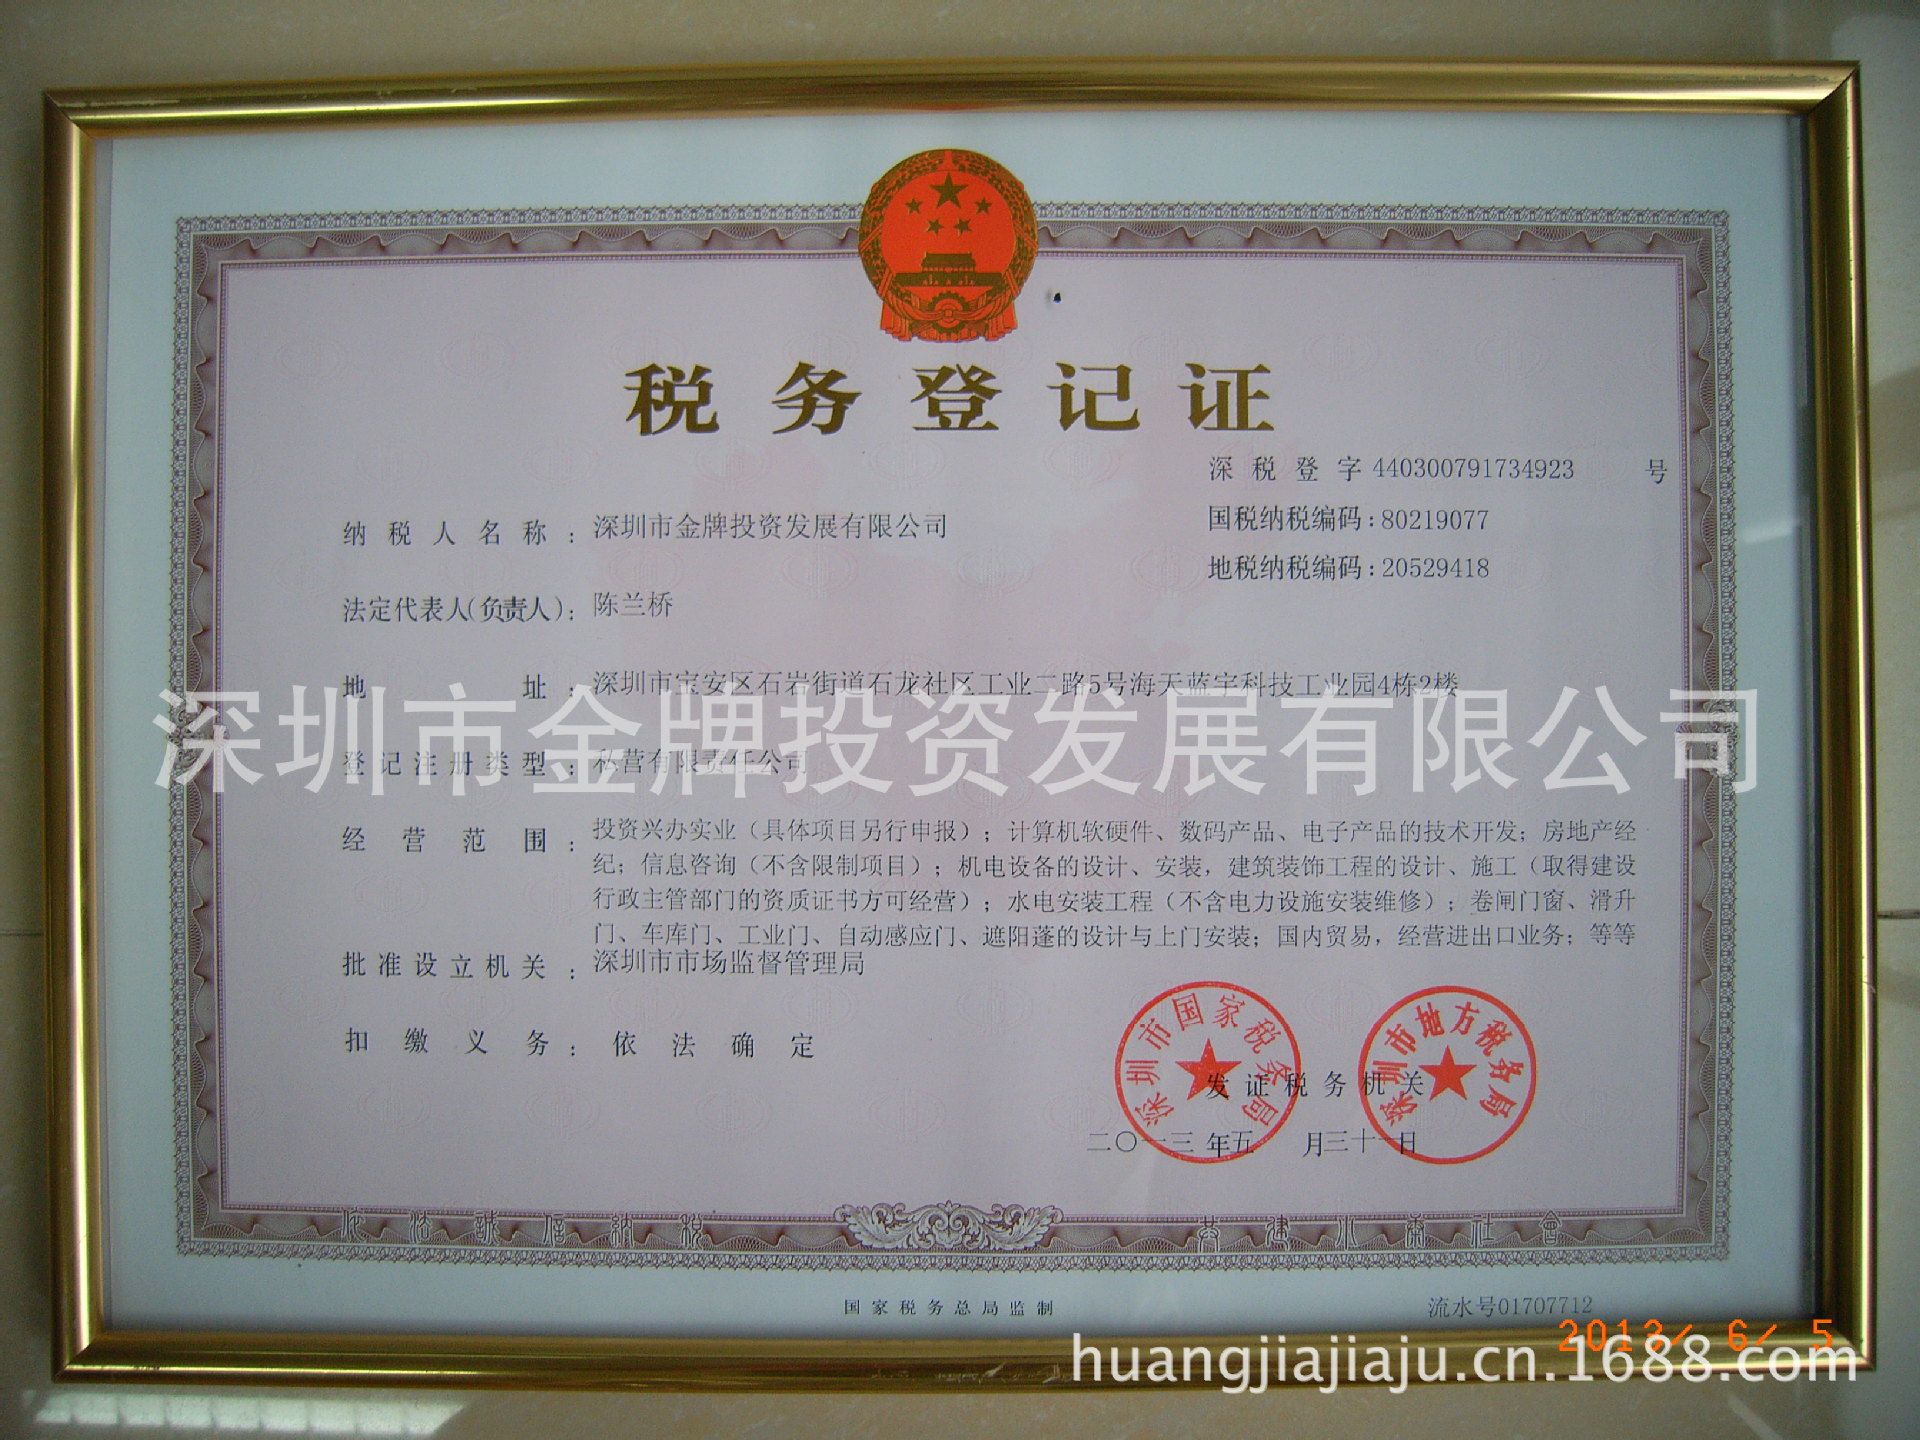 税务登记证
深税登字 440300791734923 号
国税纳税编码:80219077
地税纳税编码:20529418
纳税人名称:深圳市金牌投资发展有限公司
法定代表人(负责人):陈兰桥
地址:深圳市宝安区石岩街道石龙社区工业二路5号海天蓝宇科技工业园4栋2楼
深圳市金牌投资发展有限公司
登记注册类型:私营有限责任公司
经营范围:投资兴办实业（具体项目另行申报）；计算机软硬件、数码产品、电子产品的技术开发；房地产经
纪；信息咨询（不含限制项目）；机电设备的设计、安装，建筑装饰工程的设计、施工（取得建设
行政主管部门的资质证书方可经营）；水电安装工程（不含电力设施安装维修）；卷闸门窗、滑升
门、车库门、工业门、自动感应门、遮阳蓬的设计与上门安装；国内贸易，经营进出口业务；等等
批准设立机关:深圳市市场监督管理局
扣缴义务:依法确定
深圳市国家税务局
深圳市地方税务局
发证税务机关
二〇一三年五月三十一日
依法诚信纳税
共建小康社會
国家税务总局监制
流水号01707712
2013/ 6/ 5
huangjiajiaju.cn.1688.com